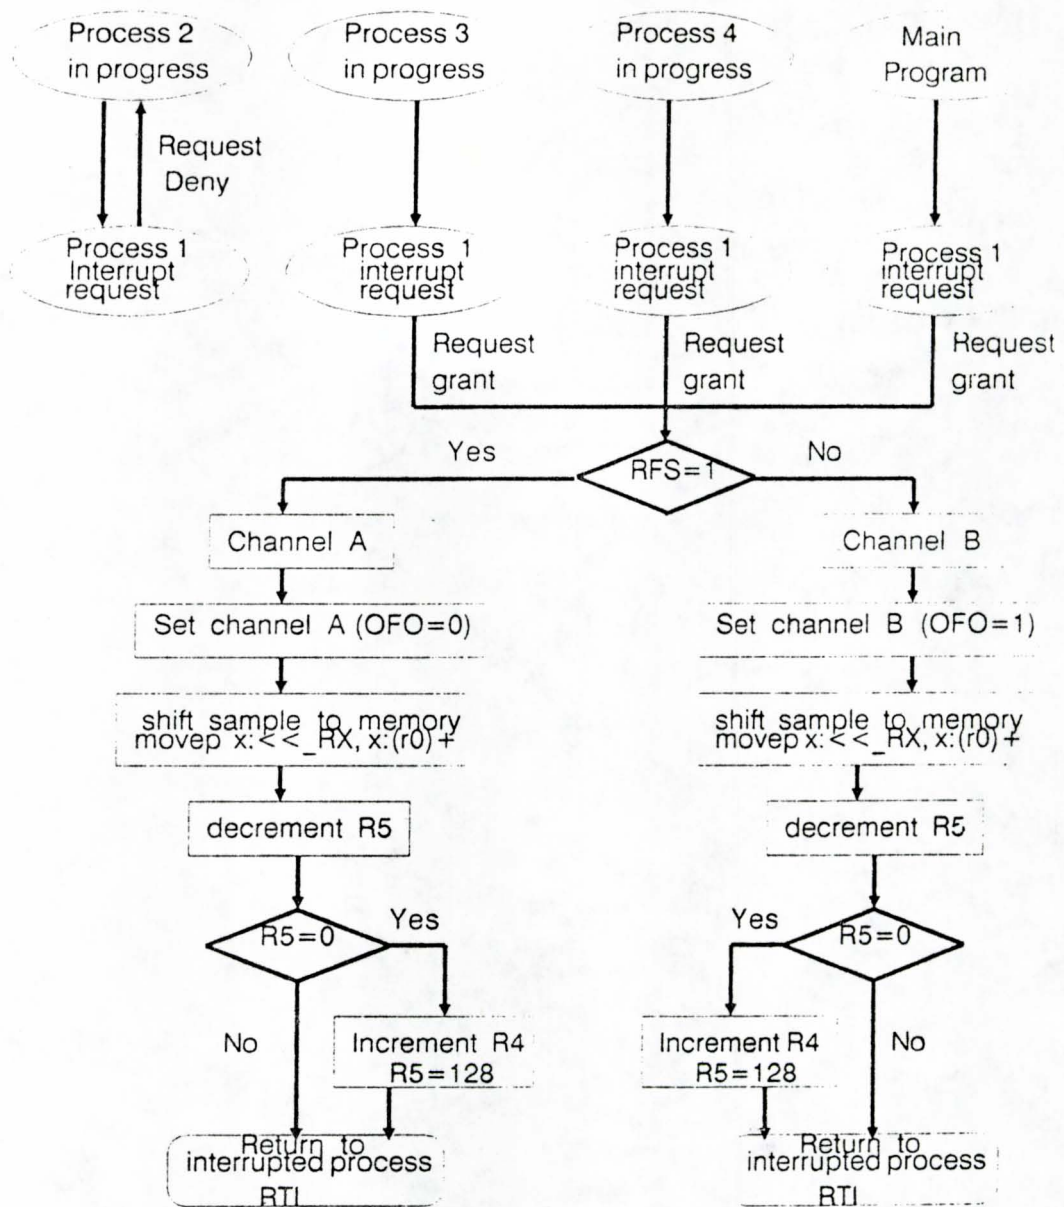 Process 2
in progress
Process 3
in progress
Process 4
in progress
Main
Program
Request
Deny
Process 1
Interrupt
request
Process 1
interrupt
request
Process 1
interrupt
request
Process 1
interrupt
request
Request
grant
Request
grant
Request
grant
Yes
RFS=1
No
Channel A
Channel B
Set channel A (OFO=0)
Set channel B (OFO=1)
shift sample to memory
movep x:<<_RX, x:(r0)+
shift sample to memory
movep x:<<_RX, x:(r0)+
decrement R5
decrement R5
R5=0
Yes
Yes
R5=0
No
Increment R4
R5=128
Increment R4
R5=128
No
Return to
interrupted process
RTI
Return to
interrupted process
RTI